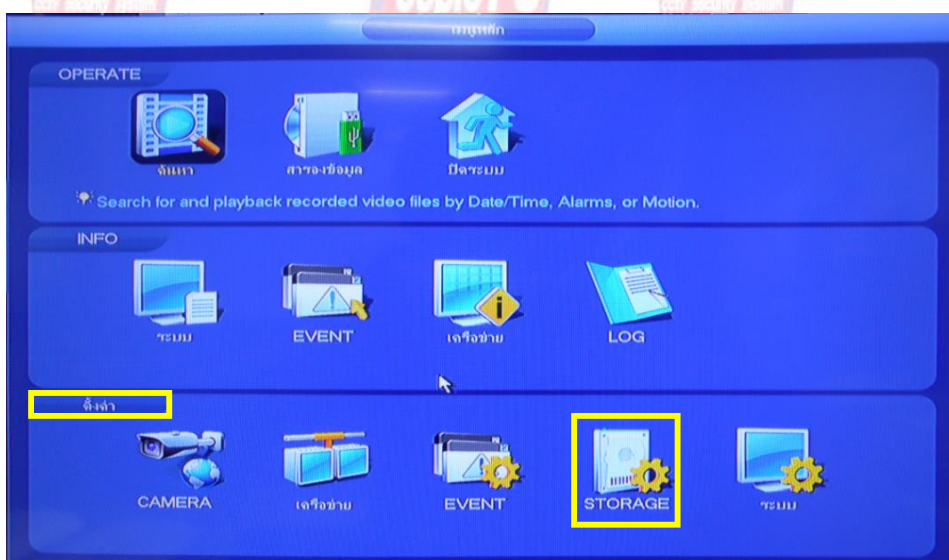 เมนูหลัก
OPERATE
ค้นหา
สำรองข้อมูล
ปิดระบบ
Search for and playback recorded video files by Date/Time, Alarms, or Motion.
INFO
ระบบ
EVENT
เครือข่าย
LOG
ตั้งค่า
CAMERA
เครือข่าย
EVENT
STORAGE
ระบบ